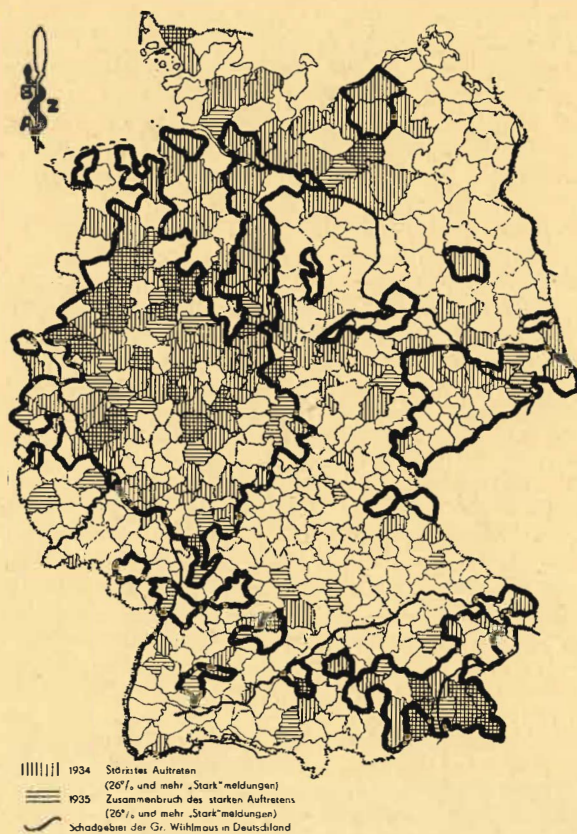 1934 Stärkstes Auftreten
(26% und mehr „Stark"meldungen)
1935 Zusammenbruch des starken Auftretens
(26% und mehr „Stark"meldungen)
Schadgebiet der Gr. Wühlmaus in Deutschland